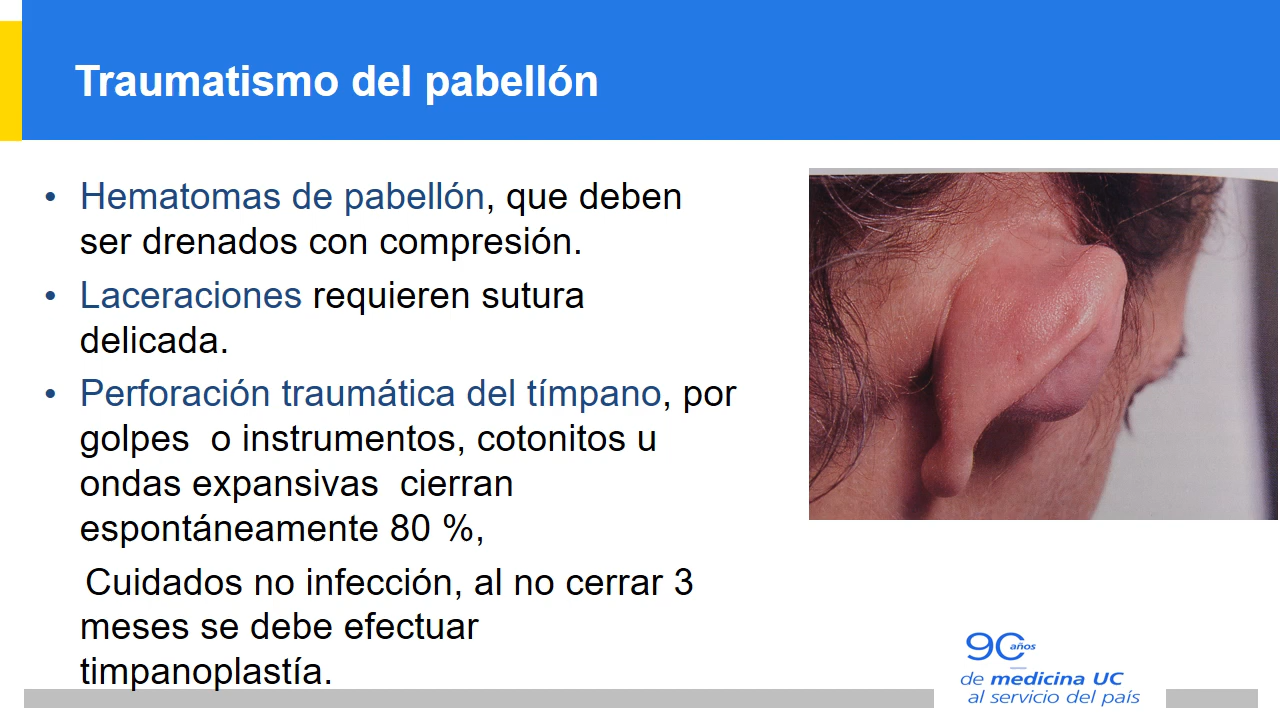 Traumatismo del pabellón
• Hematomas de pabellón, que deben
ser drenados con compresión.
• Laceraciones requieren sutura
delicada.
• Perforación traumática del tímpano, por
golpes  o instrumentos, cotonitos u
ondas expansivas  cierran
espontáneamente 80 %,
Cuidados no infección, al no cerrar 3
meses se debe efectuar
timpanoplastía.
90 años
de medicina UC
al servicio del país